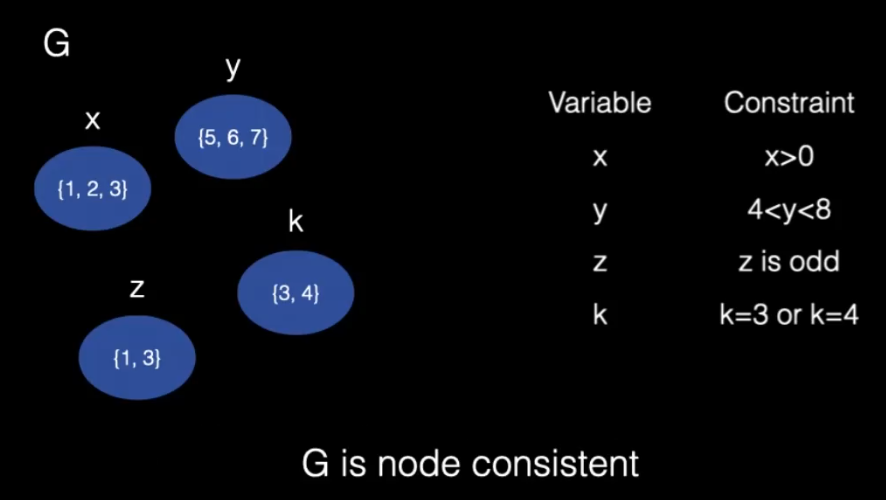 G
y
x
{5, 6, 7}
{1, 2, 3}
k
{3, 4}
z
{1, 3}
Variable Constraint
x x>0
y 4<y<8
z z is odd
k k=3 or k=4
G is node consistent